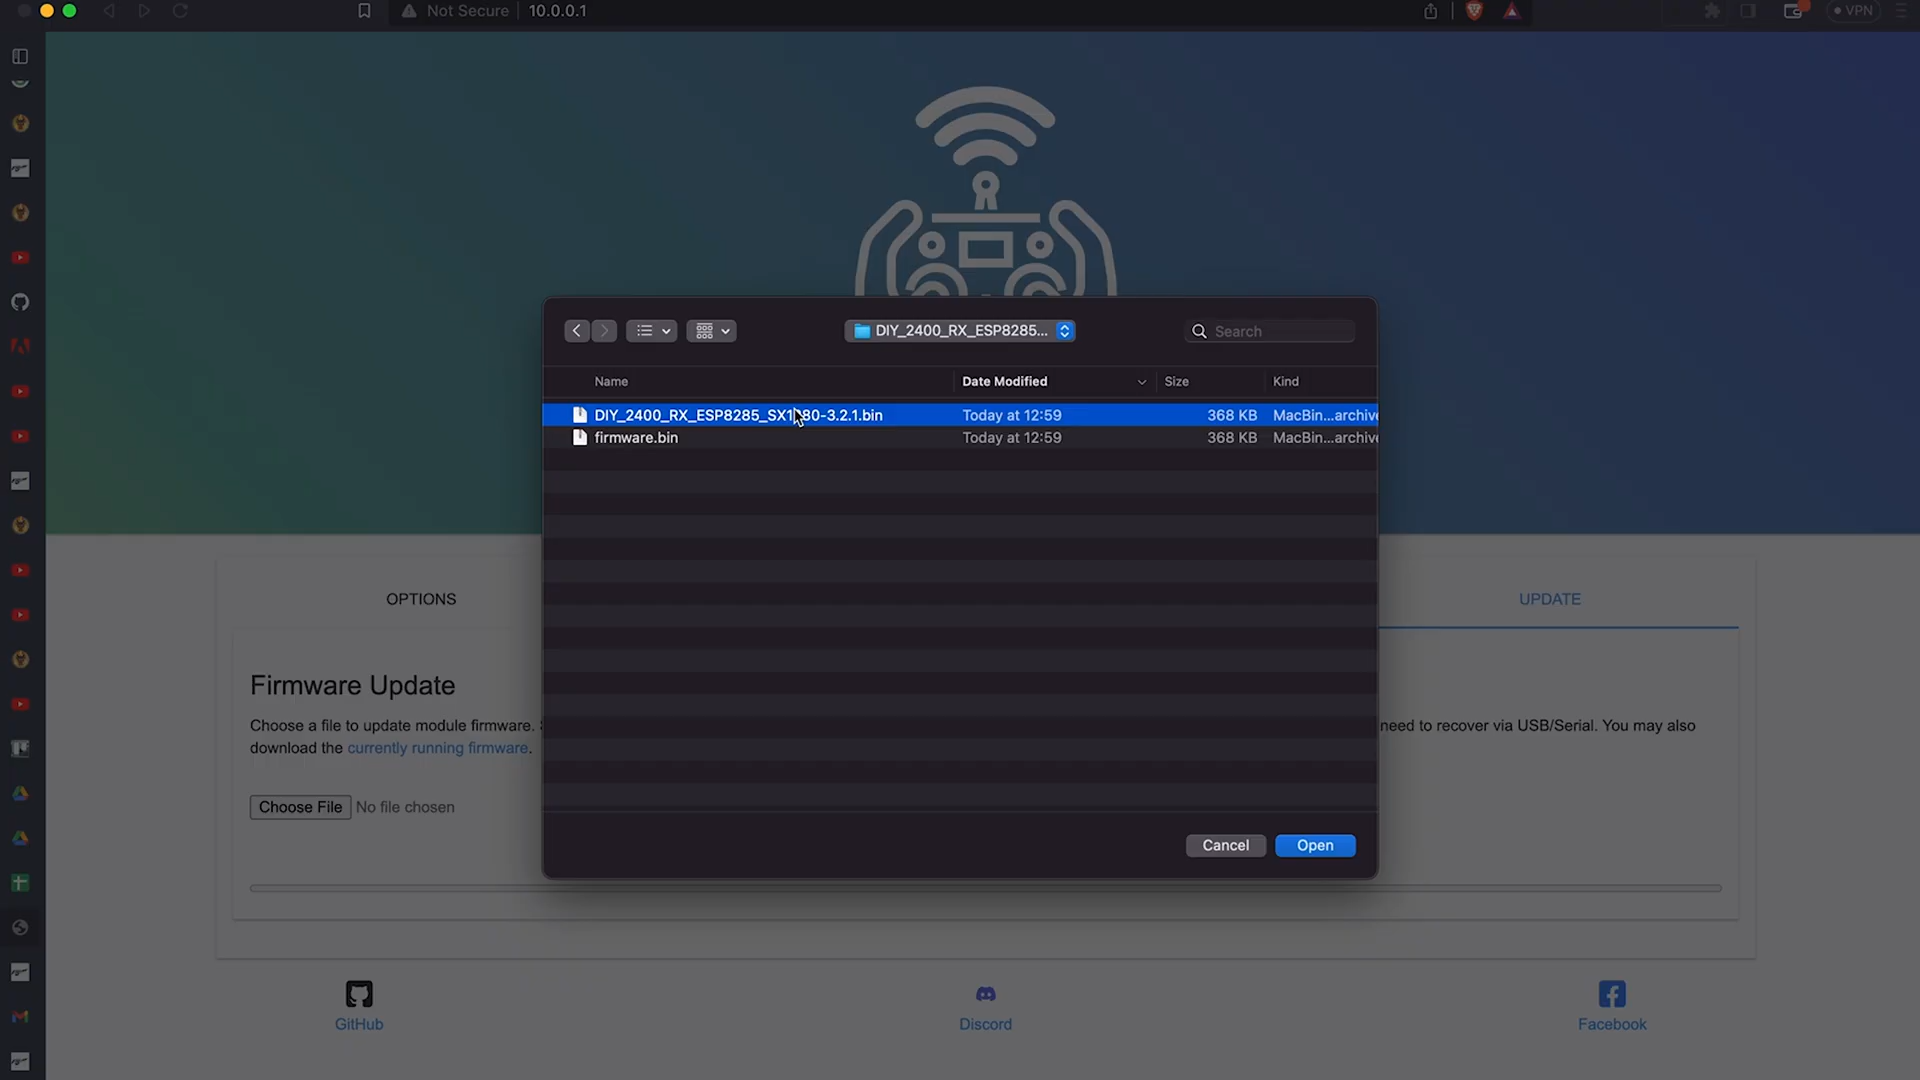 Not Secure
10.0.0.1
VPN
DIY_2400_RX_ESP8285...
Search
Name
Date Modified
Size
Kind
DIY_2400_RX_ESP8285_SX1280-3.2.1.bin
Today at 12:59
368 KB
MacBin...archive
firmware.bin
Today at 12:59
368 KB
MacBin...archive
OPTIONS
UPDATE
Firmware Update
Choose a file to update module firmware.
need to recover via USB/Serial. You may also
download the currently running firmware.
Choose File No file chosen
Cancel
Open
GitHub
Discord
Facebook